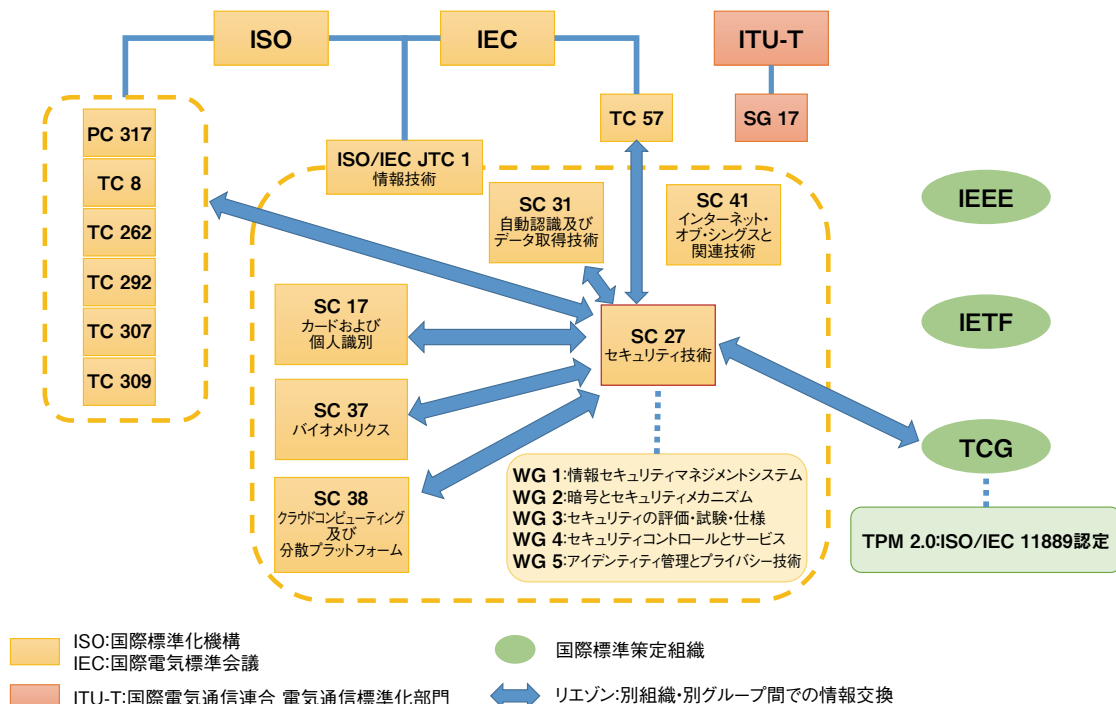 ISO
IEC
ITU-T
PC 317
TC 8
TC 262
TC 292
TC 307
TC 309
TC 57
SG 17
ISO/IEC JTC 1
情報技術
SC 31
自動認識及び
データ取得技術
SC 41
インターネット・
オブ・シングスと
関連技術
IEEE
SC 17
カードおよび
個人識別
SC 27
セキュリティ技術
IETF
SC 37
バイオメトリクス
TCG
SC 38
クラウドコンピューティング
及び
分散プラットフォーム
WG 1:情報セキュリティマネジメントシステム
WG 2:暗号とセキュリティメカニズム
WG 3:セキュリティの評価・試験・仕様
WG 4:セキュリティコントロールとサービス
WG 5:アイデンティティ管理とプライバシー技術
TPM 2.0:ISO/IEC 11889認定
ISO:国際標準化機構
IEC:国際電気標準会議
国際標準策定組織
ITU-T:国際電気通信連合 電気通信標準化部門
リエゾン:別組織・別グループ間での情報交換